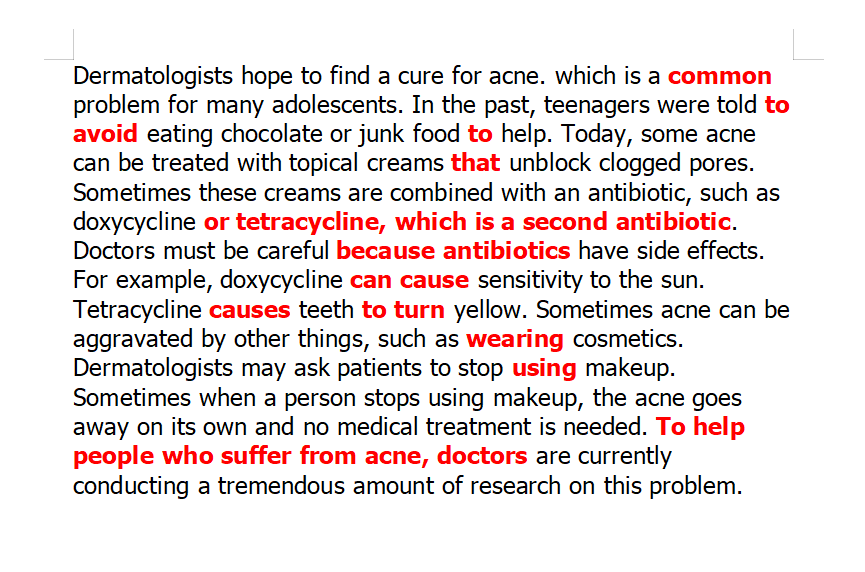 Dermatologists hope to find a cure for acne. which is a common
problem for many adolescents. In the past, teenagers were told to
avoid eating chocolate or junk food to help. Today, some acne
can be treated with topical creams that unblock clogged pores.
Sometimes these creams are combined with an antibiotic, such as
doxycycline or tetracycline, which is a second antibiotic.
Doctors must be careful because antibiotics have side effects.
For example, doxycycline can cause sensitivity to the sun.
Tetracycline causes teeth to turn yellow. Sometimes acne can be
aggravated by other things, such as wearing cosmetics.
Dermatologists may ask patients to stop using makeup.
Sometimes when a person stops using makeup, the acne goes
away on its own and no medical treatment is needed. To help
people who suffer from acne, doctors are currently
conducting a tremendous amount of research on this problem.